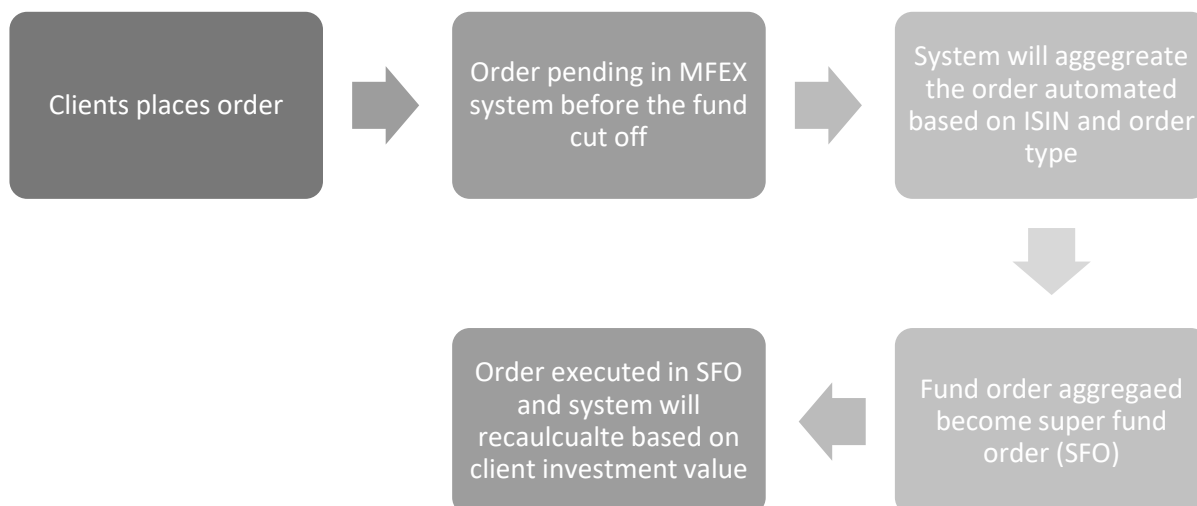 Clients places order
Order pending in MFEX
system before the fund
cut off
System will aggegreate
the order automated
based on ISIN and order
type
Fund order aggregaed
become super fund
order (SFO)
Order executed in SFO
and system will
recaulcualte based on
client investment value